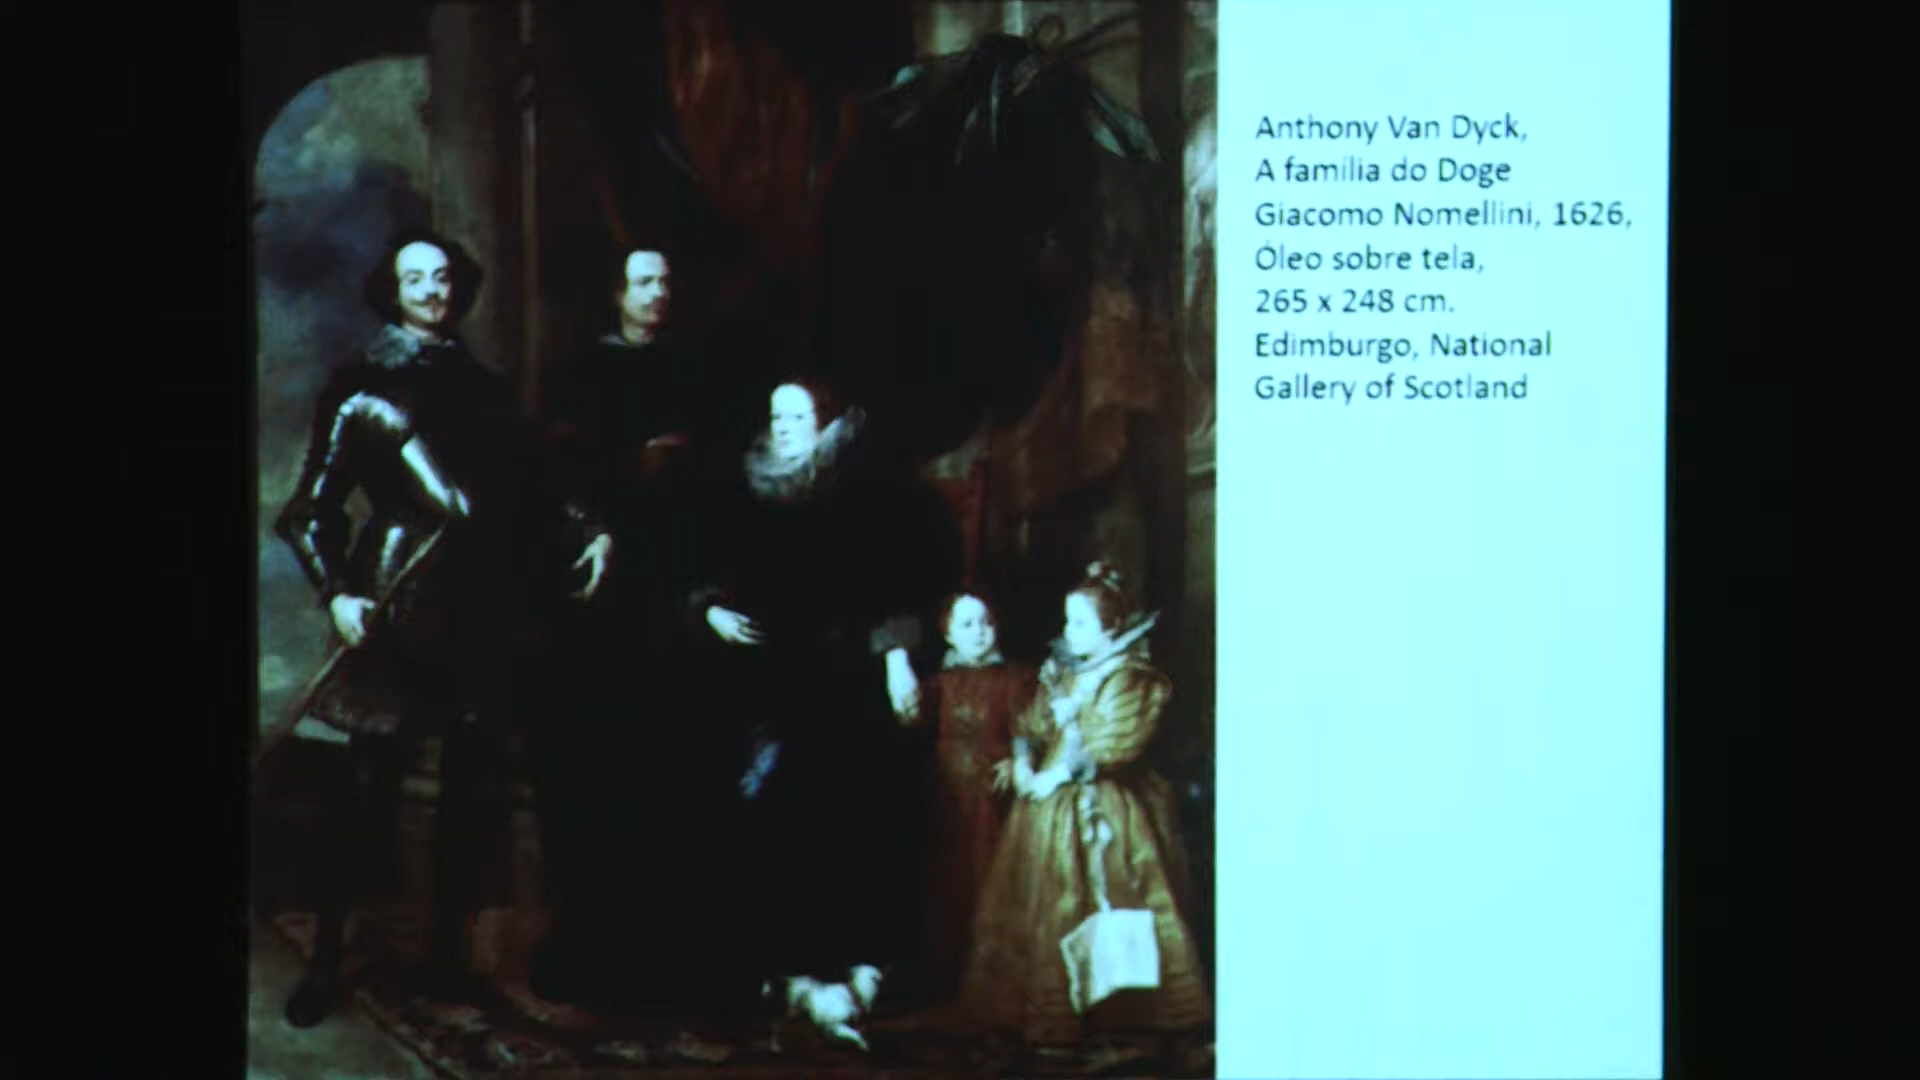 Anthony Van Dyck,
A família do Doge
Giacomo Nomellini, 1626,
Óleo sobre tela,
265 x 248 cm.
Edimburgo, National
Gallery of Scotland